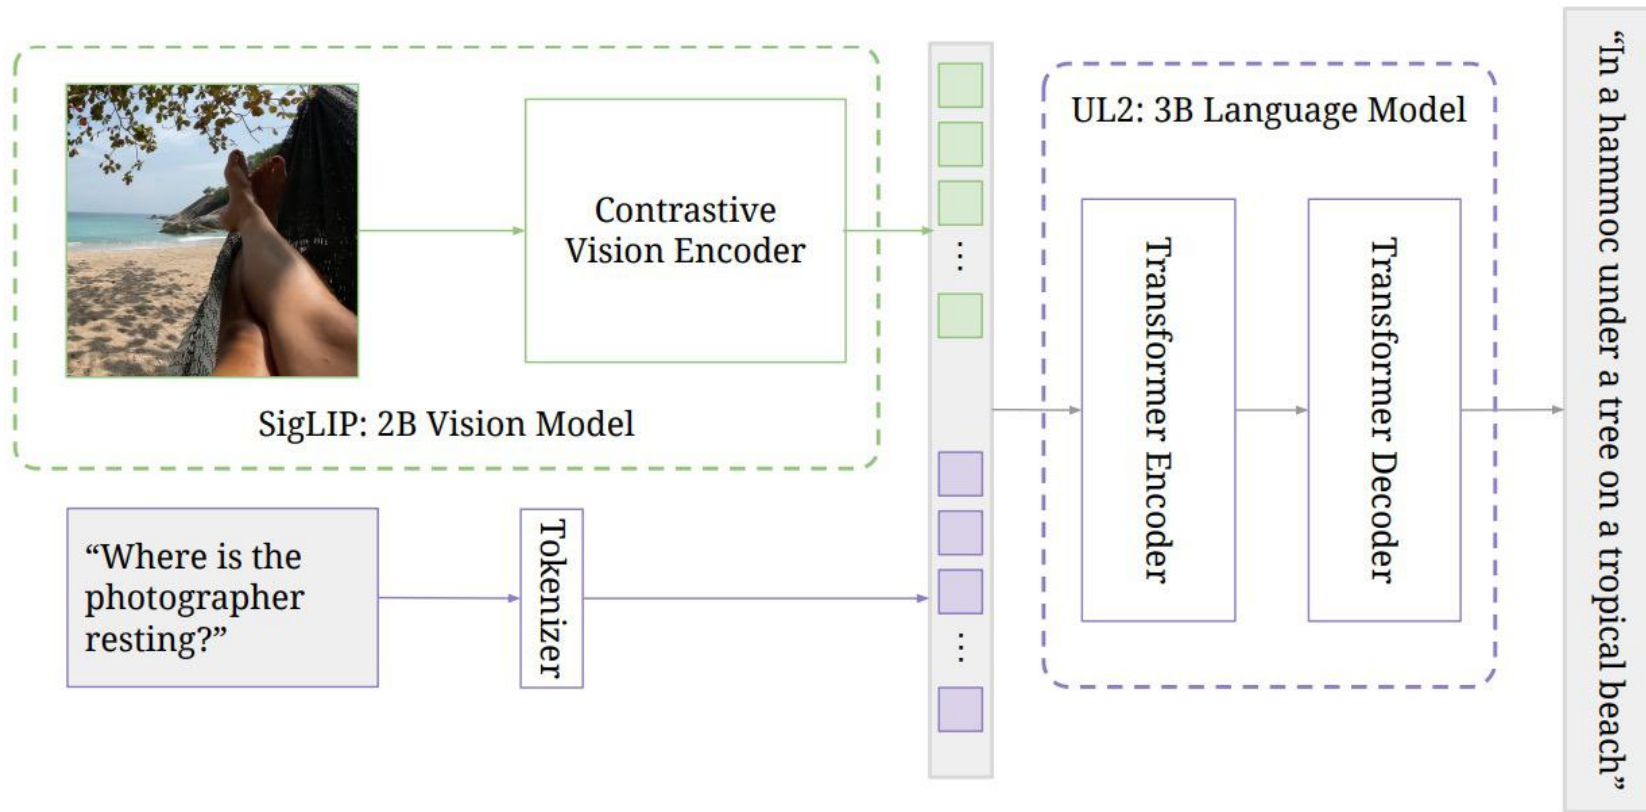 Contrastive
Vision Encoder
SigLIP: 2B Vision Model
“Where is the
photographer
resting?”
Tokenizer
...
...
UL2: 3B Language Model
Transformer Encoder
Transformer Decoder
“In a hammoc under a tree on a tropical beach”